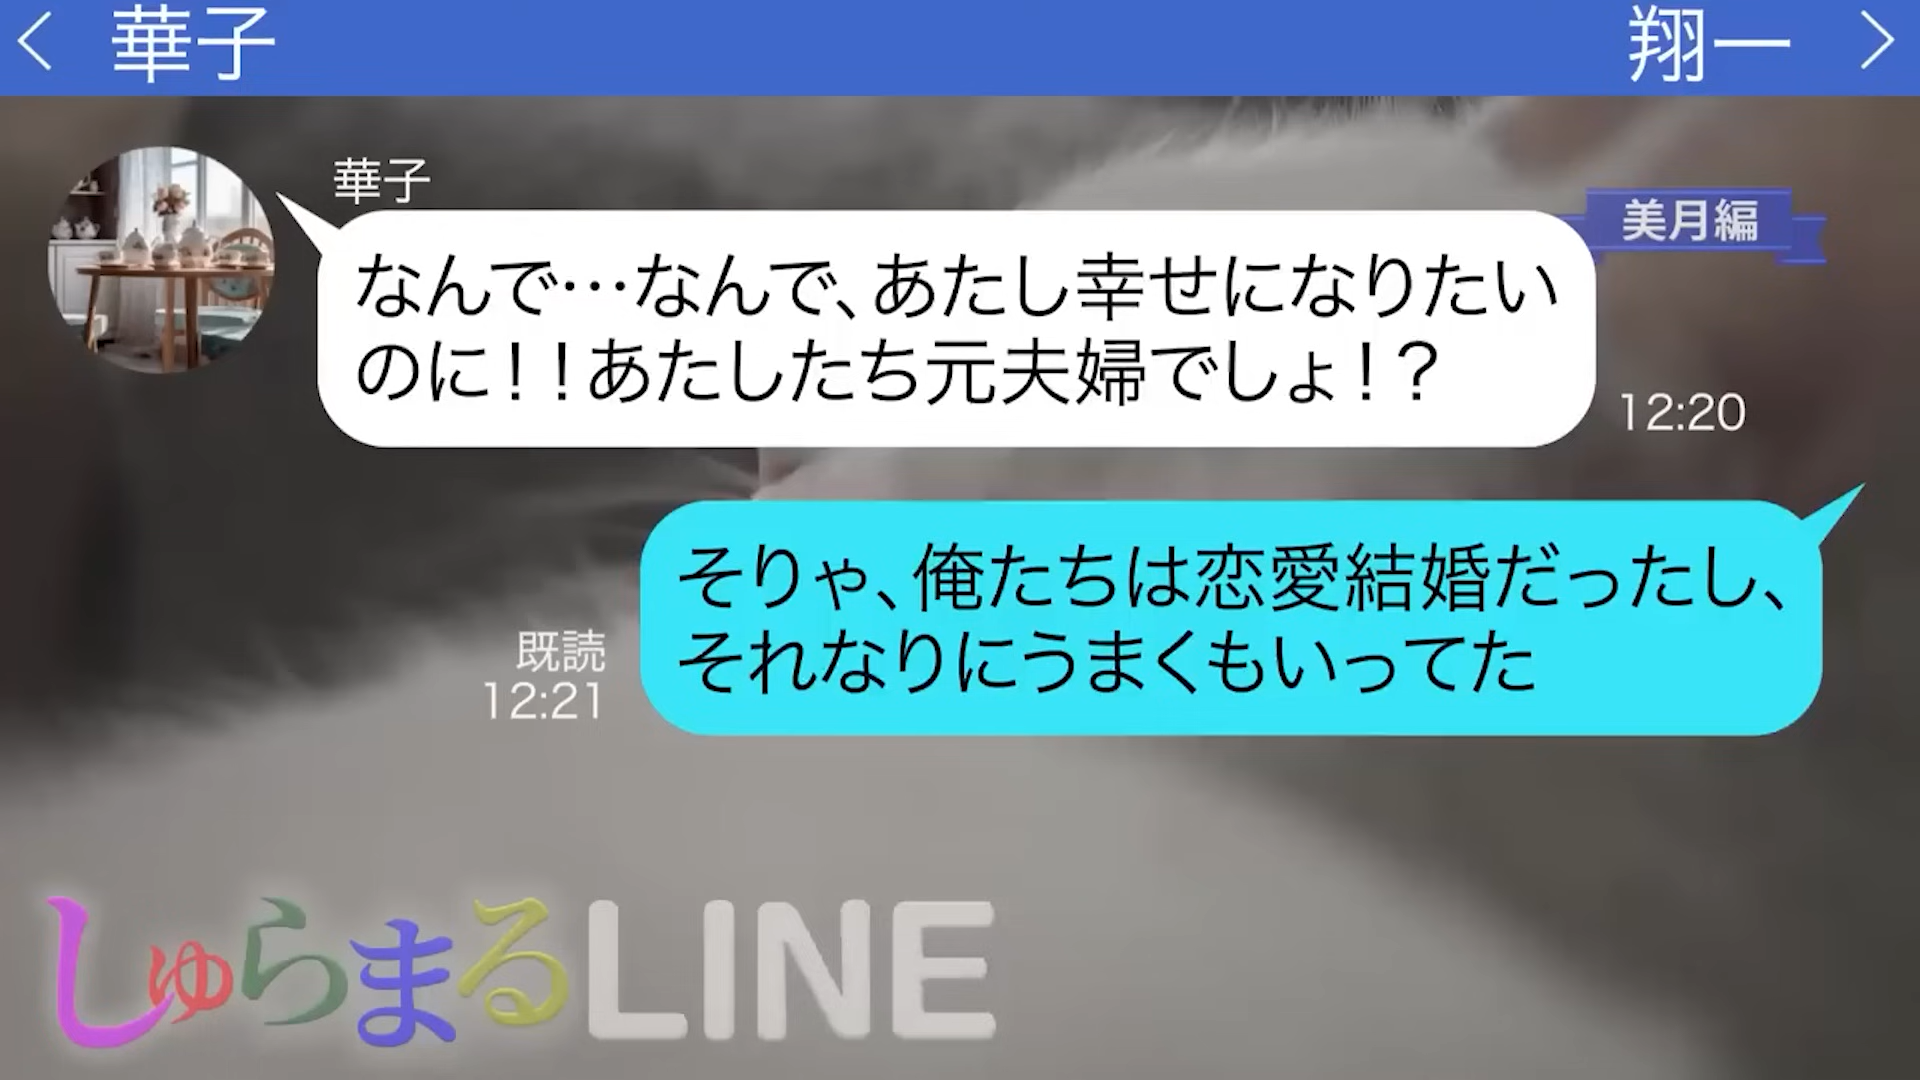 華子
翔一
華子
美月編
なんで…なんで、あたし幸せになりたい
のに！！あたしたち元夫婦でしょ！？
12:20
そりゃ、俺たちは恋愛結婚だったし、
それなりにうまくもいってた
既読
12:21
しゅらまるLINE